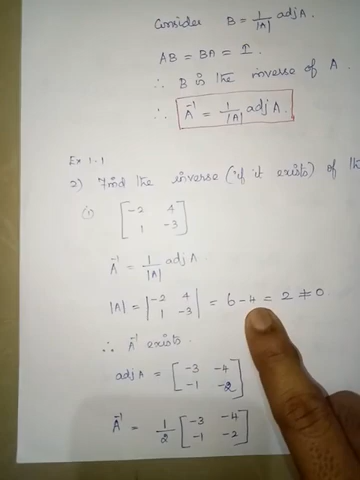 Consider B = 1/|A| adj A.
AB = BA = I.
∴ B is the inverse of A.
∴ A⁻¹ = 1/|A| adj A.
Ex 1.1
2) Find the inverse (if it exists) of the
(i) [-2 4
1 -3]
A⁻¹ = 1/|A| adj A.
|A| = |-2 4
1 -3| = 6 - 4 = 2 ≠ 0
∴ A⁻¹ exists.
adj A = [-3 -4
-1 -2]
A⁻¹ = 1/2 [-3 -4
-1 -2]